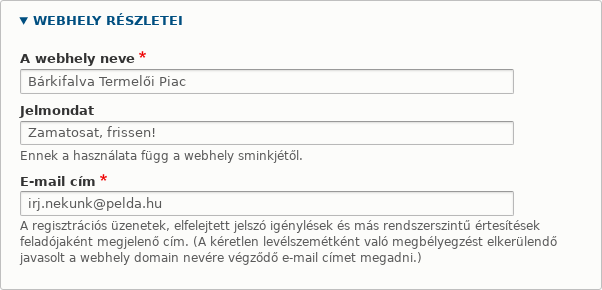 WEBHELY RÉSZLETEI
A webhely neve *
Bárkifalva Termelői Piac
Jelmondat
Zamatosat, frissen!
Ennek a használata függ a webhely sminkjétől.
E-mail cím *
irj.nekunk@pelda.hu
A regisztrációs üzenetek, elfelejtett jelszó igénylések és más rendszerszintű értesítések
feladójaként megjelenő cím. (A kéretlen levélszemétként való megbélyegzést elkerülendő
javasolt a webhely domain nevére végződő e-mail címet megadni.)